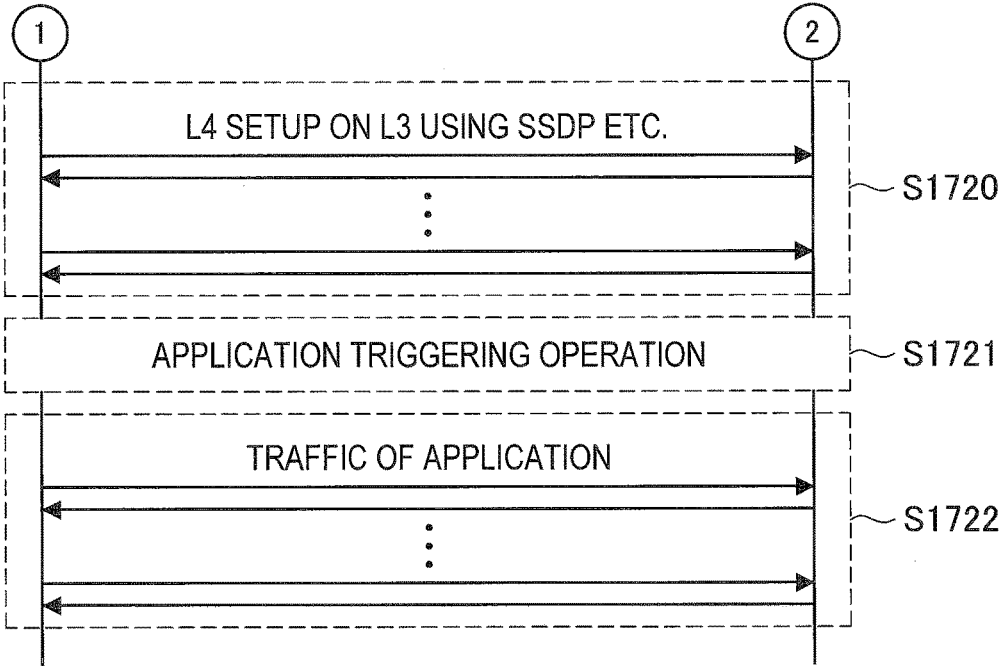 1
2
L4 SETUP ON L3 USING SSDP ETC.
S1720
APPLICATION TRIGGERING OPERATION
S1721
TRAFFIC OF APPLICATION
S1722